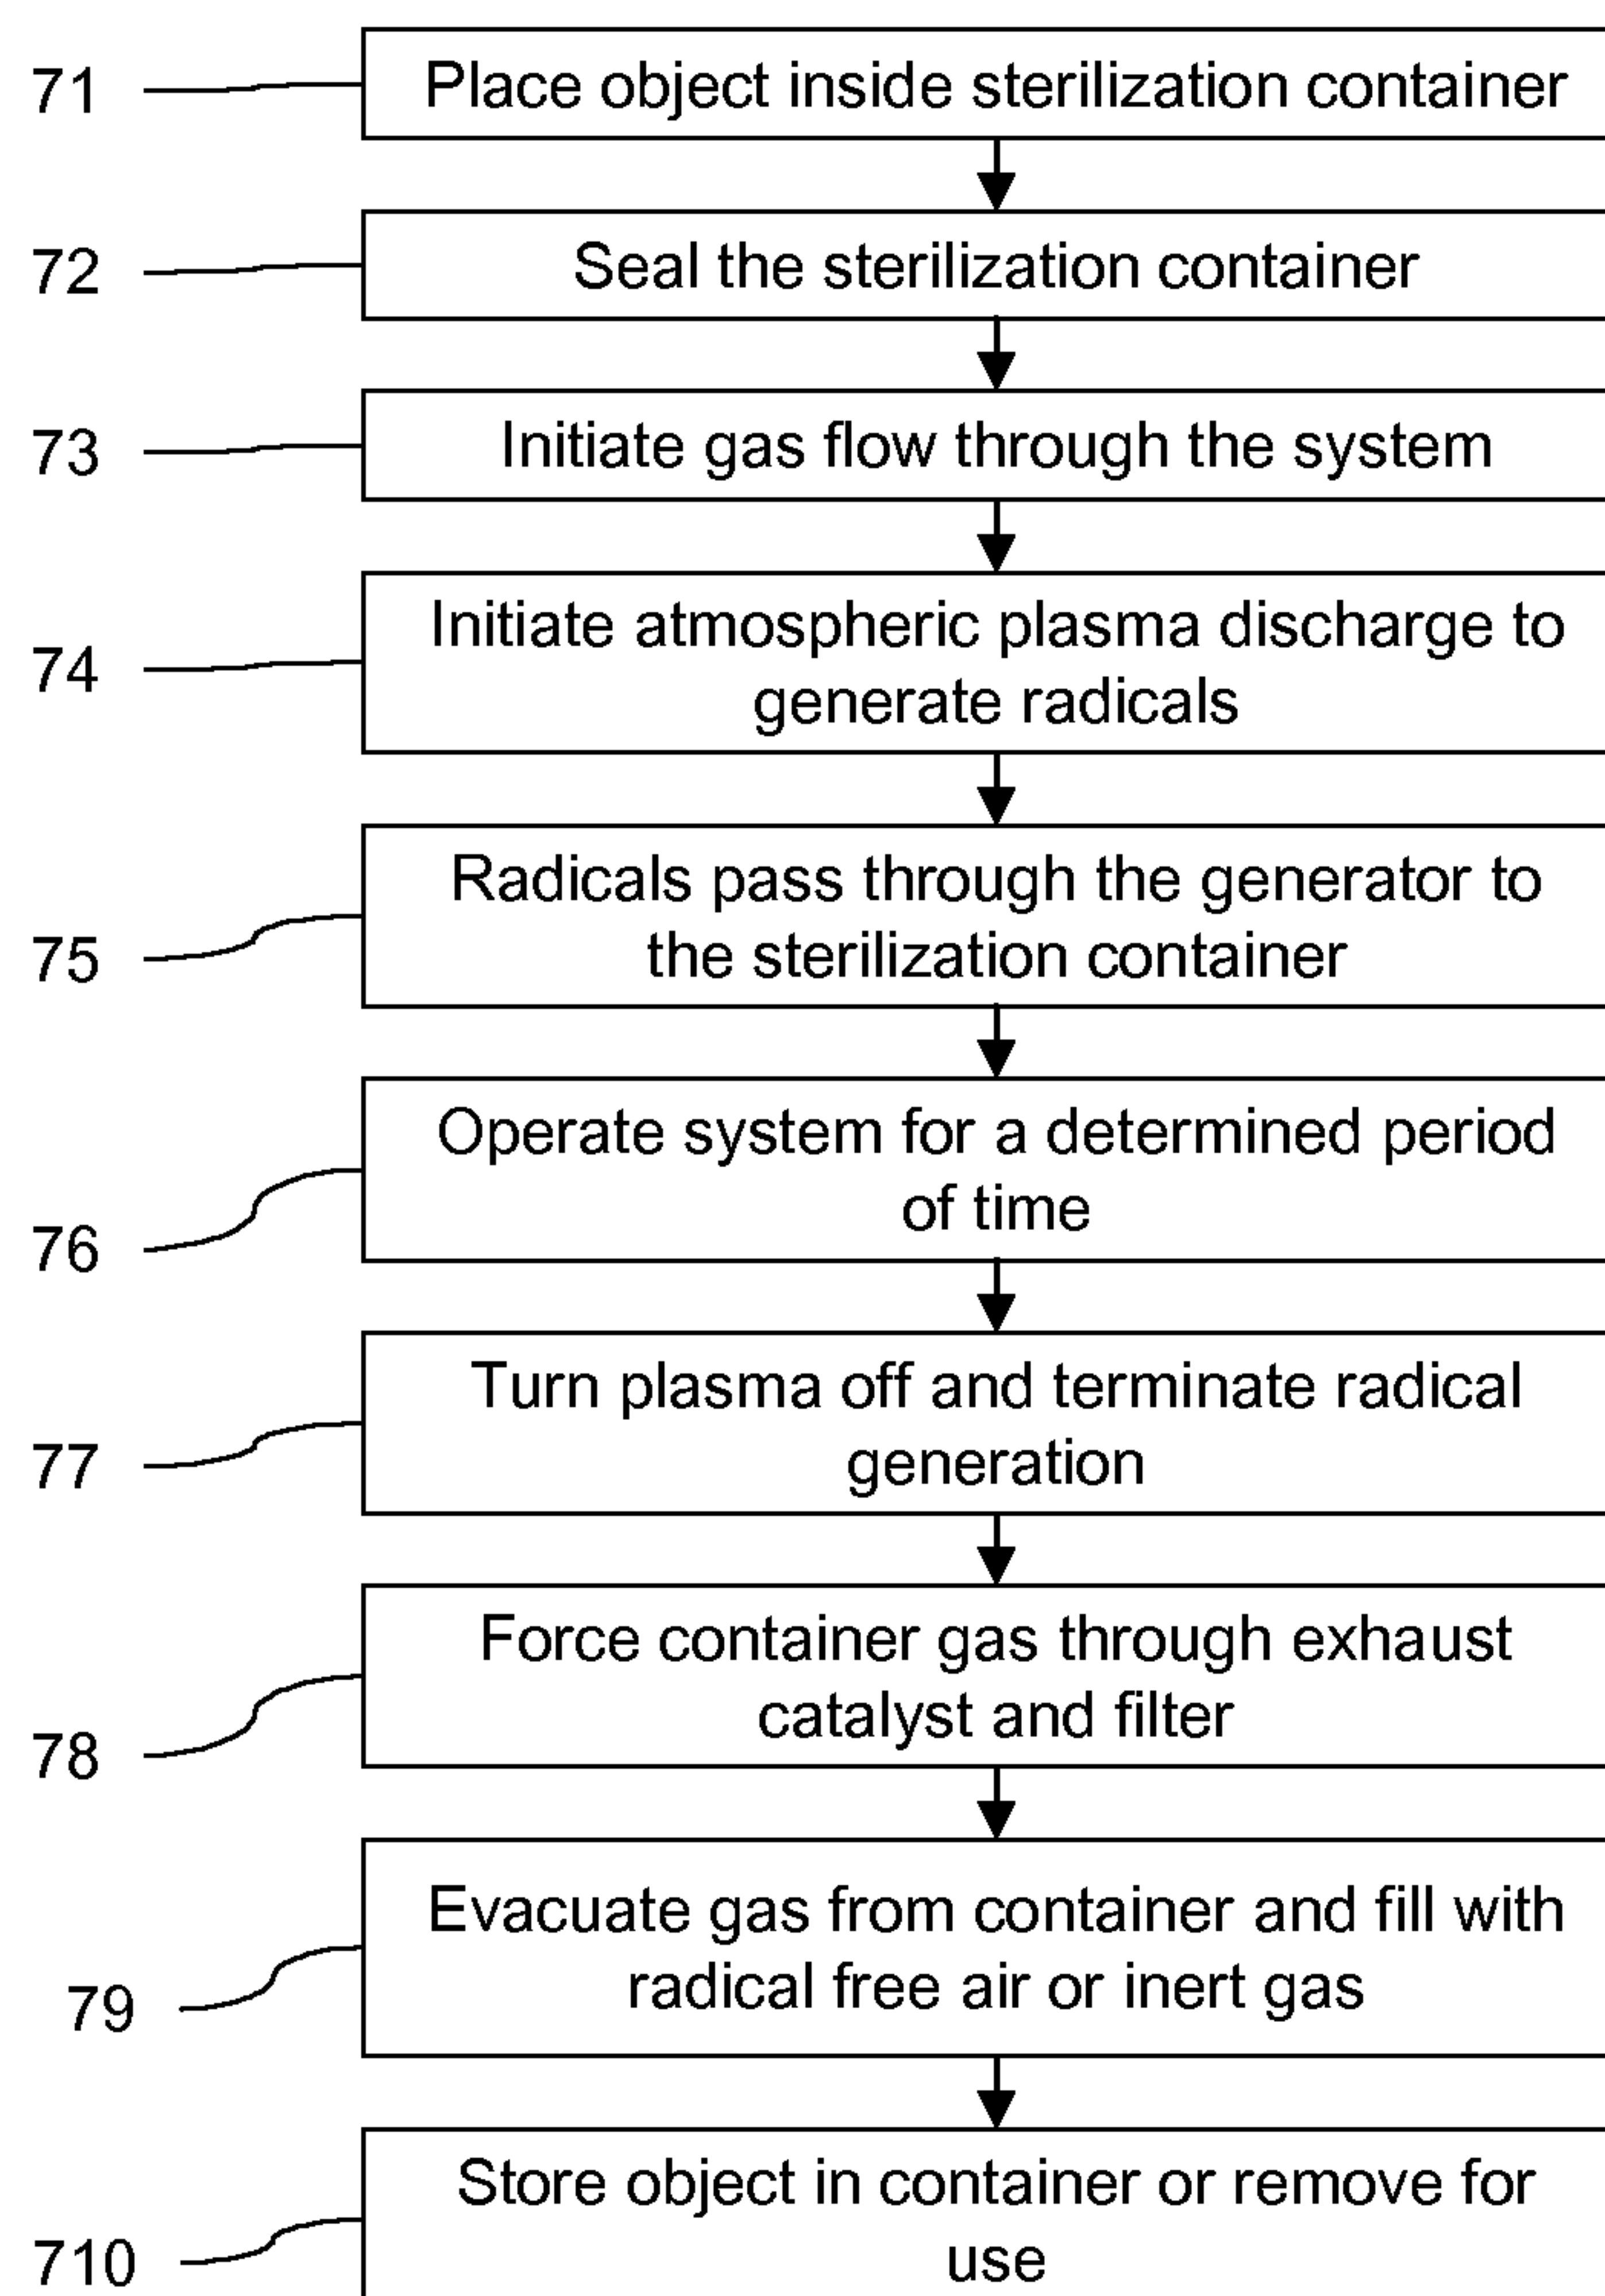 71
Place object inside sterilization container
72
Seal the sterilization container
73
Initiate gas flow through the system
74
Initiate atmospheric plasma discharge to
generate radicals
75
Radicals pass through the generator to
the sterilization container
76
Operate system for a determined period
of time
77
Turn plasma off and terminate radical
generation
78
Force container gas through exhaust
catalyst and filter
79
Evacuate gas from container and fill with
radical free air or inert gas
710
Store object in container or remove for
use